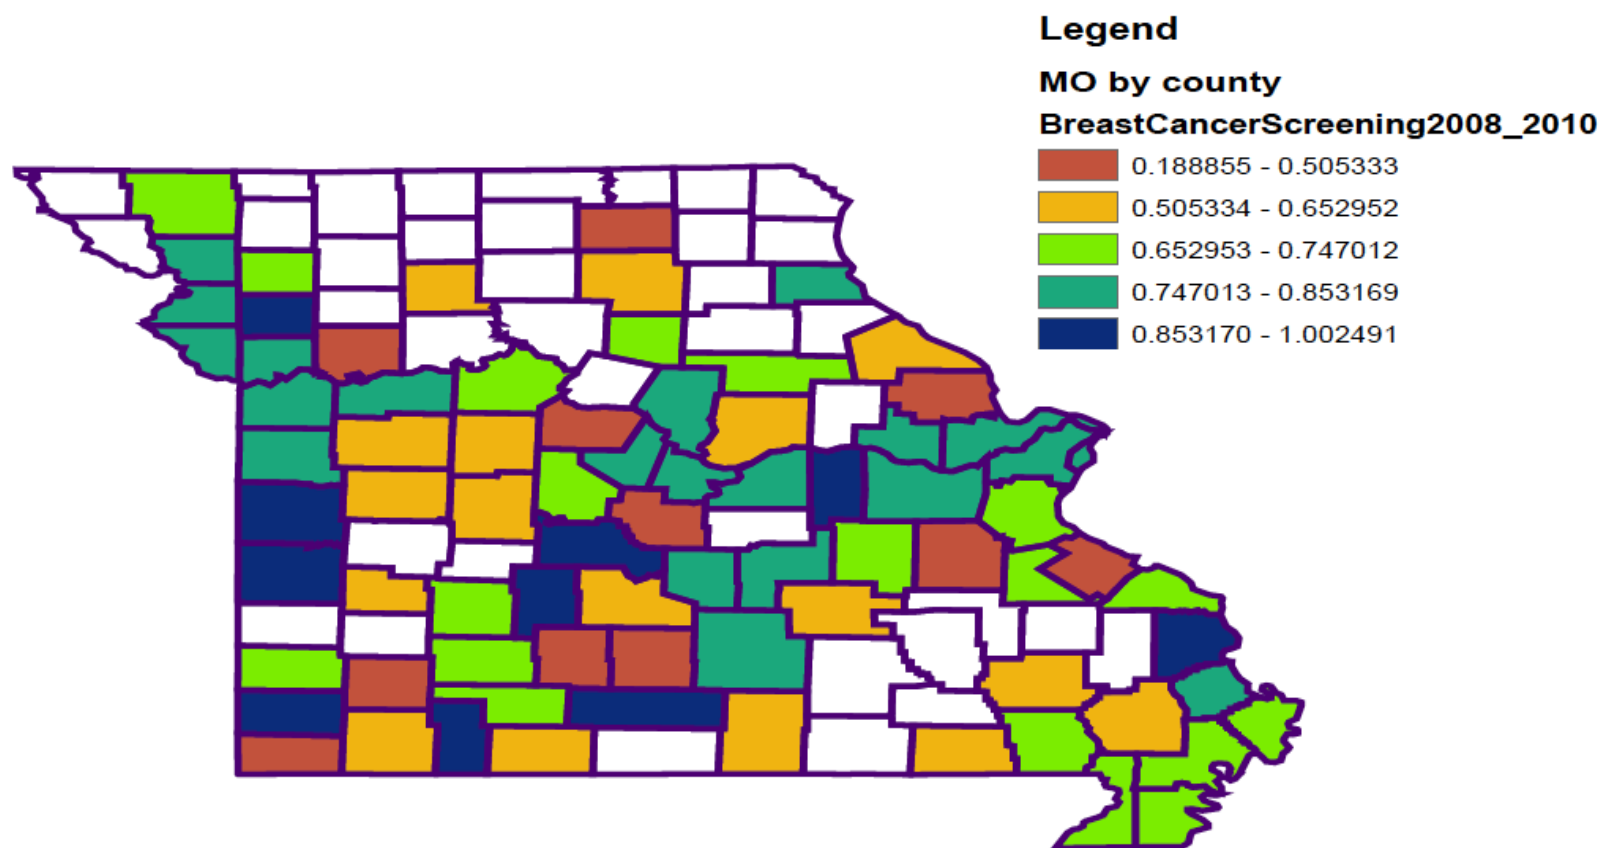 Legend
MO by county
BreastCancerScreening2008_2010
0.188855 - 0.505333
0.505334 - 0.652952
0.652953 - 0.747012
0.747013 - 0.853169
0.853170 - 1.002491